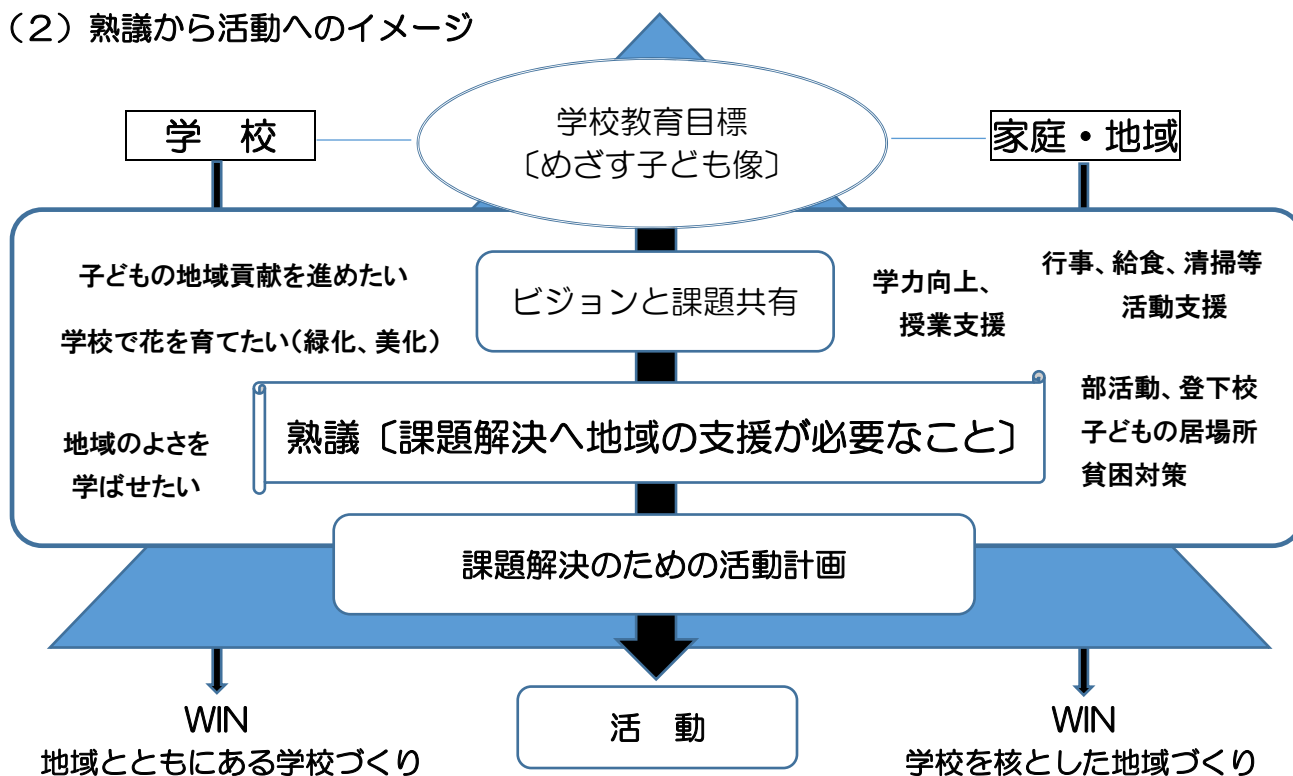 （２）熟議から活動へのイメージ
学校教育目標
〔めざす子ども像〕
学　校
家庭・地域
子どもの地域貢献を進めたい
学校で花を育てたい（緑化、美化）
地域のよさを
学ばせたい
ビジョンと課題共有
学力向上、
授業支援
行事、給食、清掃等
活動支援
部活動、登下校
子どもの居場所
貧困対策
熟議〔課題解決へ地域の支援が必要なこと〕
課題解決のための活動計画
活　動
WIN
地域とともにある学校づくり
WIN
学校を核とした地域づくり